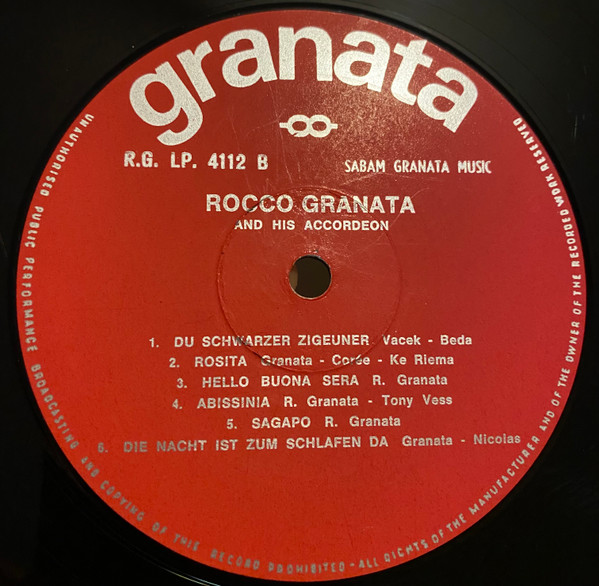 granata
R.G. LP. 4112 B
SABAM GRANATA MUSIC
ROCCO GRANATA
AND HIS ACCORDEON
1. DU SCHWARZER ZIGEUNER Vacek - Beda
2. ROSITA Granata - Corée - Ke Riema
3. HELLO BUONA SERA R. Granata
4. ABISSINIA R. Granata - Tony Vess
5. SAGAPO R. Granata
6. DIE NACHT IST ZUM SCHLAFEN DA Granata - Nicolas
UNAUTHORISED PUBLIC PERFORMANCE BROADCASTING AND COPYING OF THIS RECORD PROHIBITED - ALL RIGHTS OF THE MANUFACTURER AND OF THE OWNER OF THE RECORDED WORK RESERVED